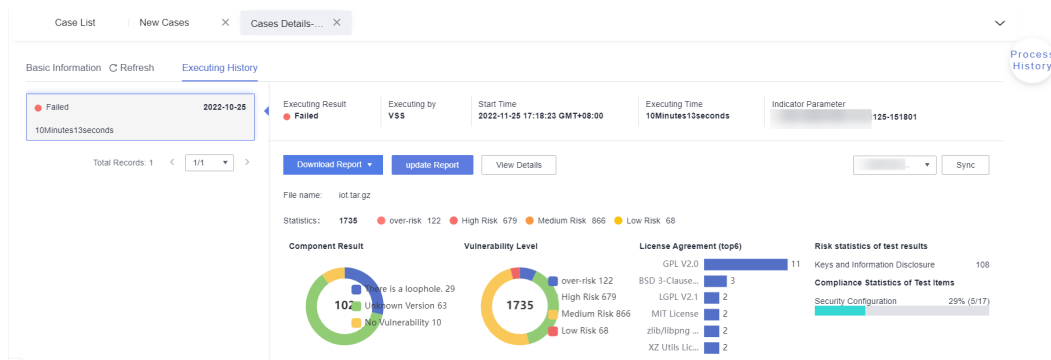 Case List
New Cases
Cases Details-...
Process
History
Basic Information
Refresh
Executing History
Failed
2022-10-25
10Minutes13seconds
Total Records: 1
1/1
Executing Result
Failed
Executing by
VSS
Start Time
2022-11-25 17:18:23 GMT+08:00
Executing Time
10Minutes13seconds
Indicator Parameter
125-151801
Download Report
update Report
View Details
Sync
File name: iot.tar.gz
Statistics: 1735 over-risk 122 High Risk 679 Medium Risk 866 Low Risk 68
Component Result
102
There is a loophole. 29
Unknown Version 63
No Vulnerability 10
Vulnerability Level
1735
over-risk 122
High Risk 679
Medium Risk 866
Low Risk 68
License Agreement (top6)
GPL V2.0 11
BSD 3-Clause... 3
LGPL V2.1 2
MIT License 2
zlib/libpng ... 2
XZ Utils Lic... 2
Risk statistics of test results
Keys and Information Disclosure 108
Compliance Statistics of Test Items
Security Configuration 29% (5/17)